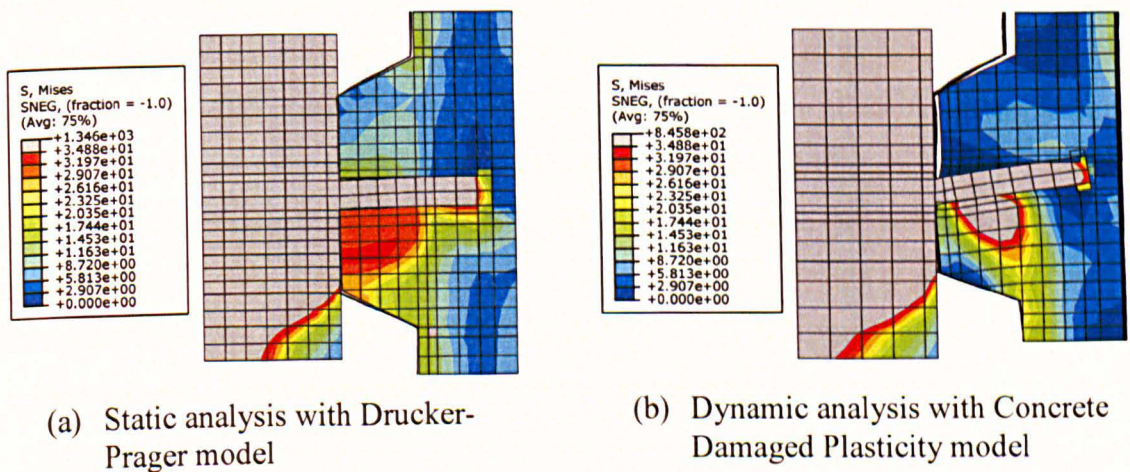 S, Mises
SNEG, (fraction = -1.0)
(Avg: 75%)
+1.346e+03
+3.488e+01
+3.197e+01
+2.907e+01
+2.616e+01
+2.325e+01
+2.035e+01
+1.744e+01
+1.453e+01
+1.163e+01
+8.720e+00
+5.813e+00
+2.907e+00
+0.000e+00
S, Mises
SNEG, (fraction = -1.0)
(Avg: 75%)
+8.458e+02
+3.488e+01
+3.197e+01
+2.907e+01
+2.616e+01
+2.325e+01
+2.035e+01
+1.744e+01
+1.453e+01
+1.163e+01
+8.720e+00
+5.813e+00
+2.907e+00
+0.000e+00
(a) Static analysis with Drucker-
Prager model
(b) Dynamic analysis with Concrete
Damaged Plasticity model